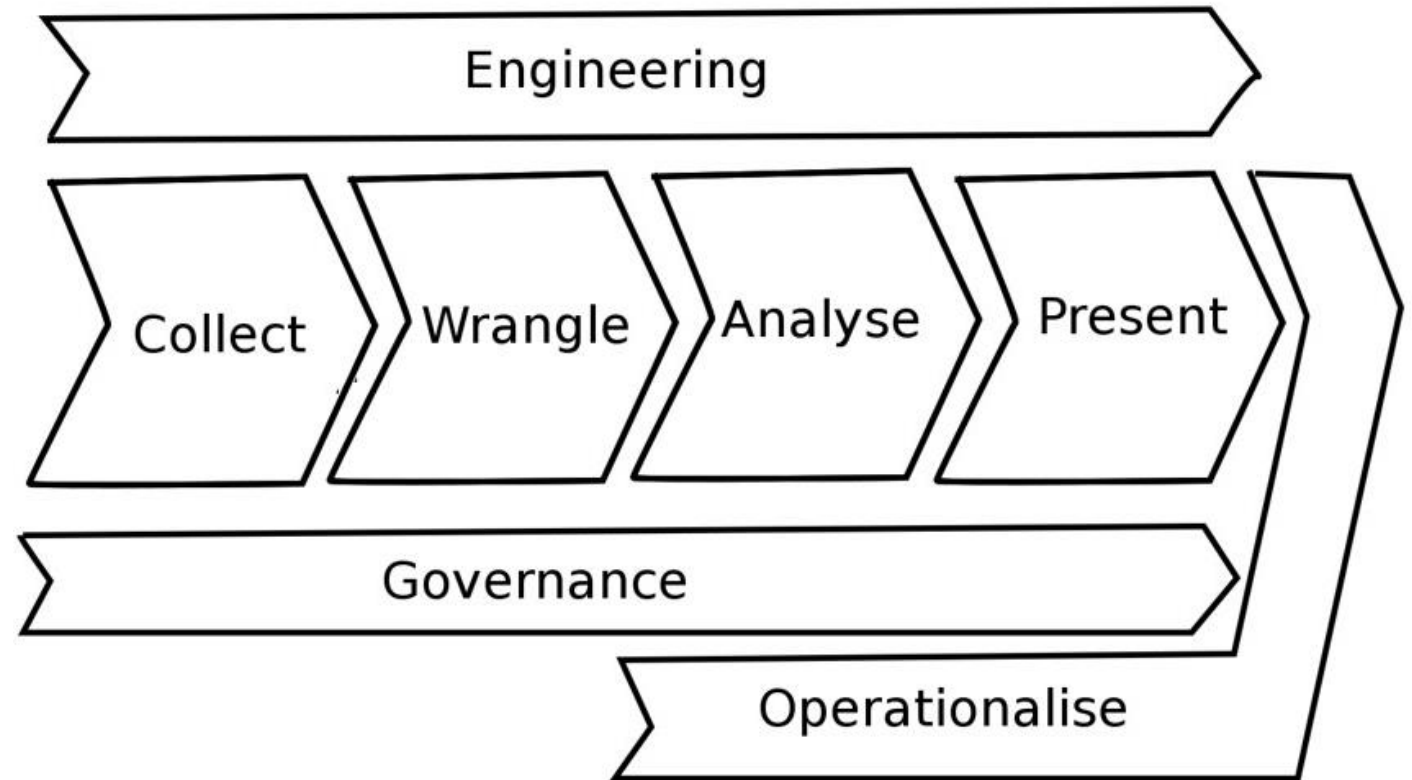 Engineering
Collect
Wrangle
Analyse
Present
Governance
Operationalise